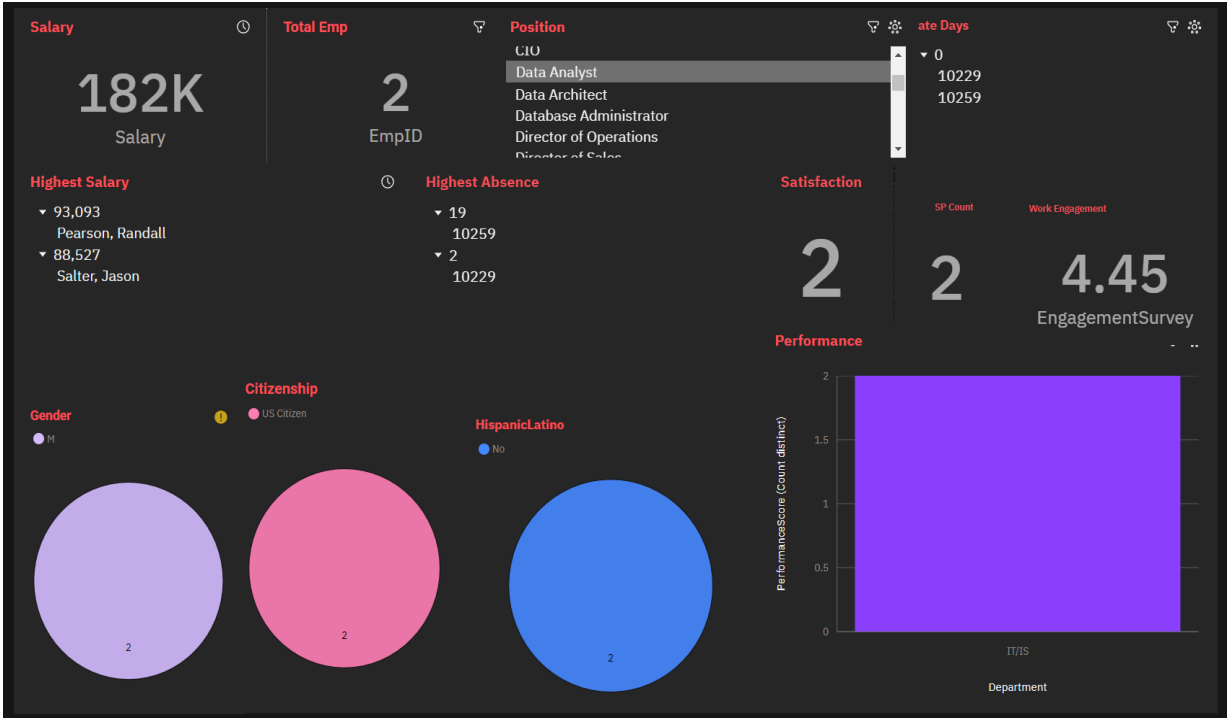 Salary
182K
Salary
Total Emp
2
EmpID
Position
CIO
Data Analyst
Data Architect
Database Administrator
Director of Operations
Director of Sales
ate Days
0
10229
10259
Highest Salary
93,093
Pearson, Randall
88,527
Salter, Jason
Highest Absence
19
10259
2
10229
Satisfaction
2
SP Count
2
Work Engagement
4.45
EngagementSurvey
Gender
M
2
Citizenship
US Citizen
2
HispanicLatino
No
2
Performance
PerformanceScore (Count distinct)
2
1.5
1
0.5
0
IT/IS
Department